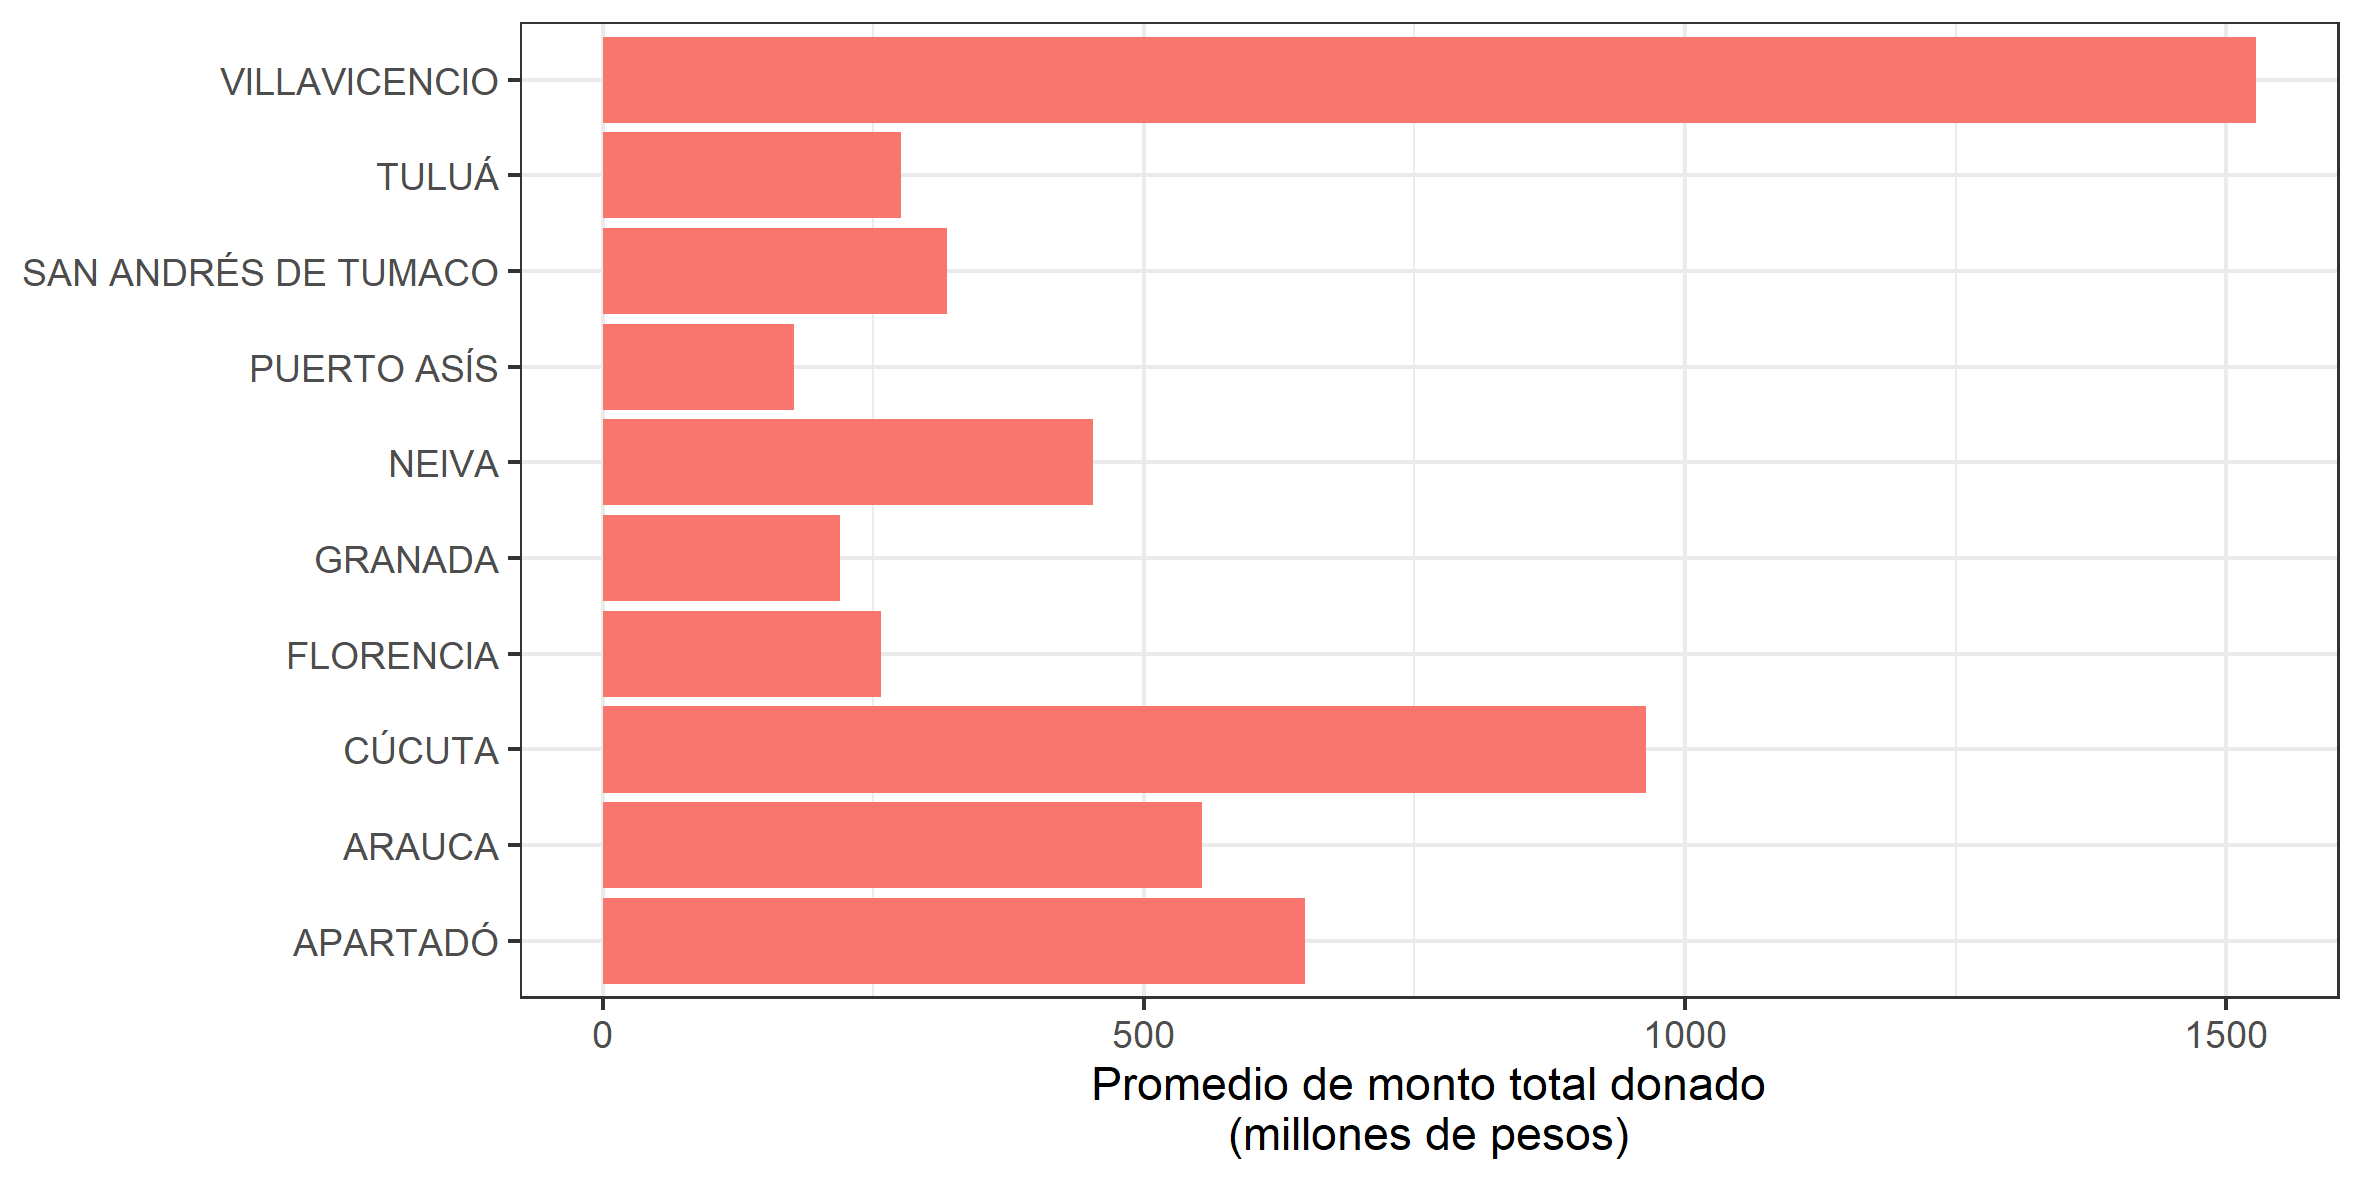 VILLAVICENCIO
TULUÁ
SAN ANDRÉS DE TUMACO
PUERTO ASÍS
NEIVA
GRANADA
FLORENCIA
CÚCUTA
ARAUCA
APARTADÓ
0 500 1000 1500
Promedio de monto total donado
(millones de pesos)